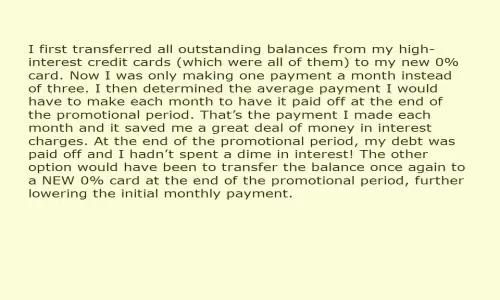 I first transferred all outstanding balances from my high-
interest credit cards (which were all of them) to my new 0%
card. Now I was only making one payment a month instead
of three. I then determined the average payment I would
have to make each month to have it paid off at the end of
the promotional period. That’s the payment I made each
month and it saved me a great deal of money in interest
charges. At the end of the promotional period, my debt was
paid off and I hadn’t spent a dime in interest! The other
option would have been to transfer the balance once again to
a NEW 0% card at the end of the promotional period, further
lowering the initial monthly payment.